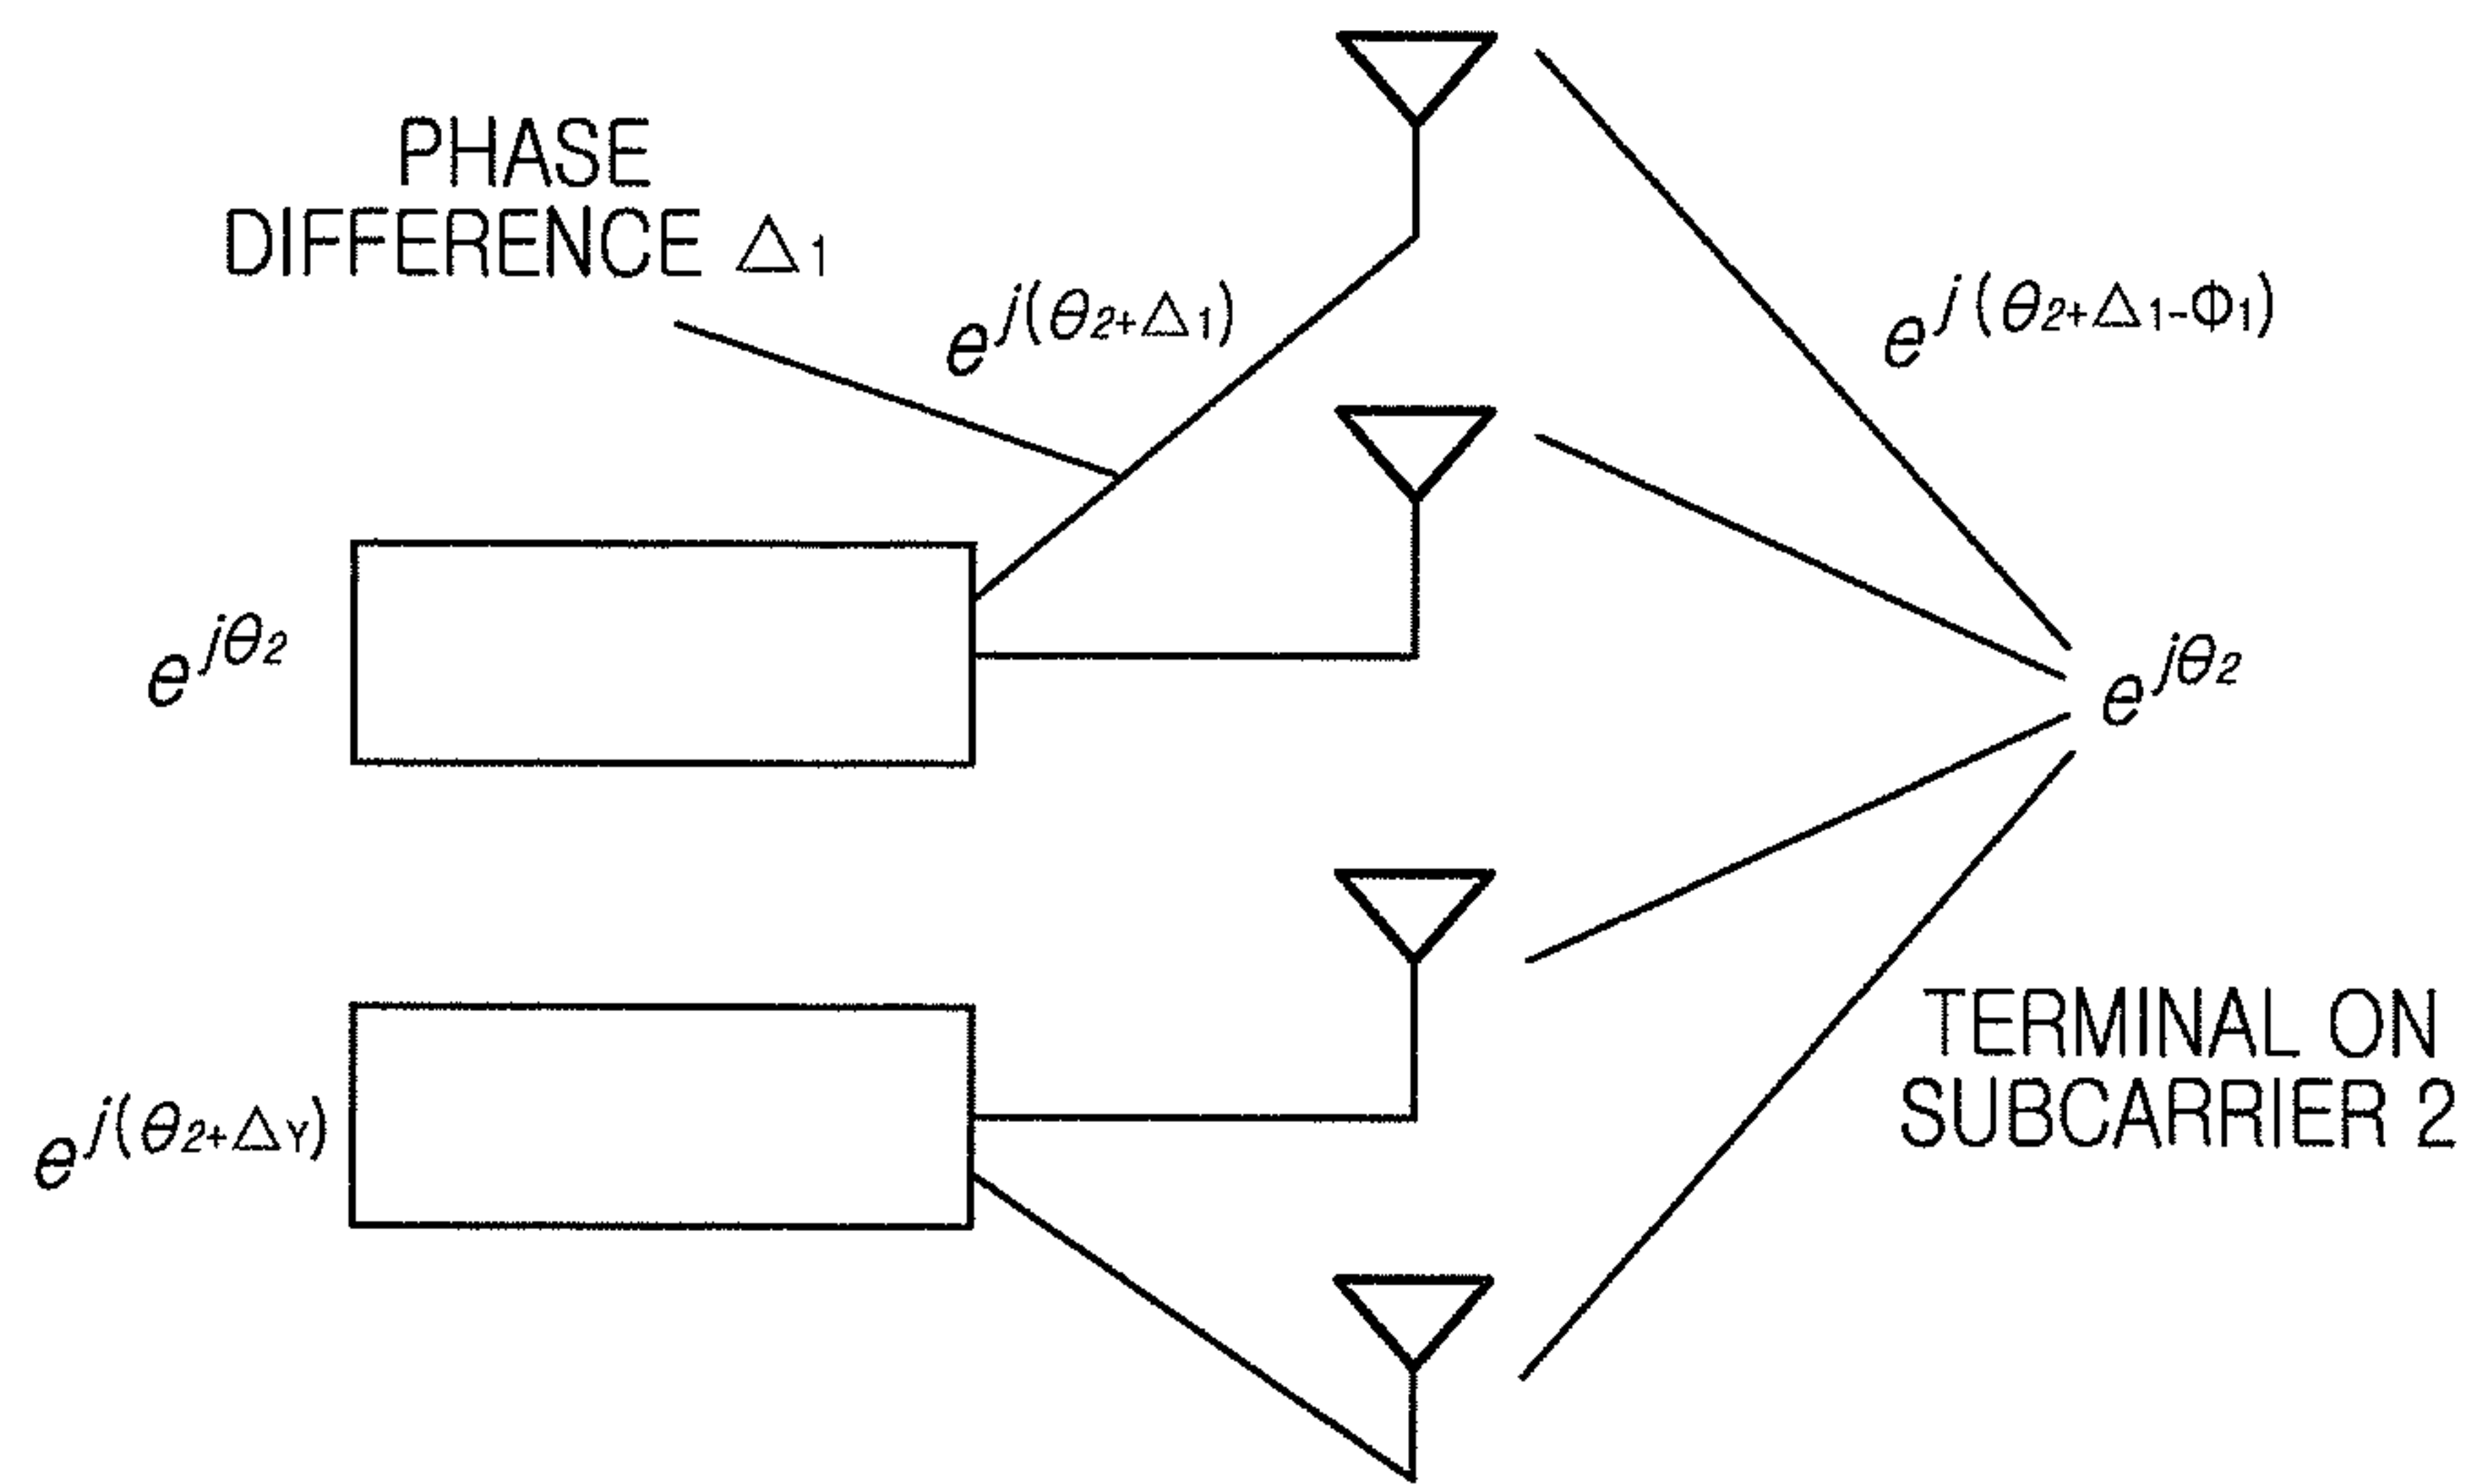 PHASE
DIFFERENCE Δ1
e^j(θ2+Δ1)
e^j(θ2+Δ1-Φ1)
e^jθ2
e^jθ2
e^j(θ2+ΔY)
TERMINAL ON
SUBCARRIER 2